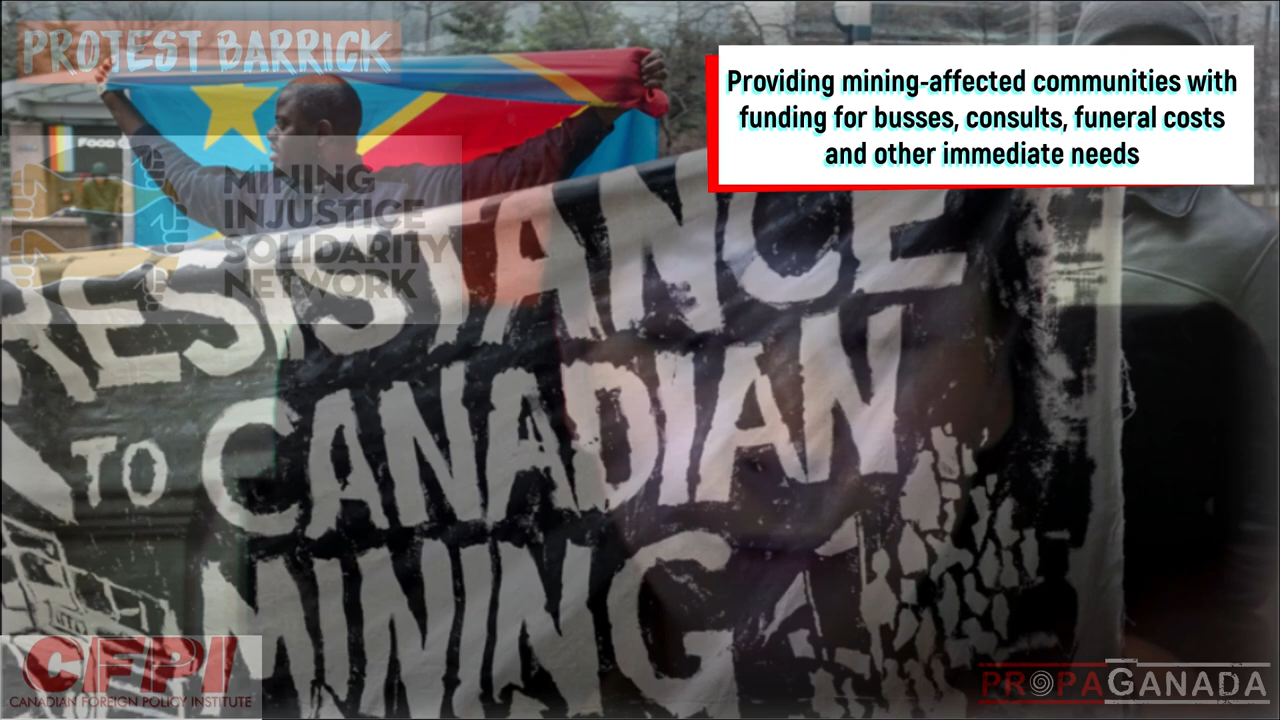 PROTEST BARRICK
Providing mining-affected communities with
funding for busses, consults, funeral costs
and other immediate needs
MINING
INJUSTICE
SOLIDARITY
NETWORK
RESISTANCE
TO CANADIAN
MINING
CFPI
CANADIAN FOREIGN POLICY INSTITUTE
PROPAGANADA